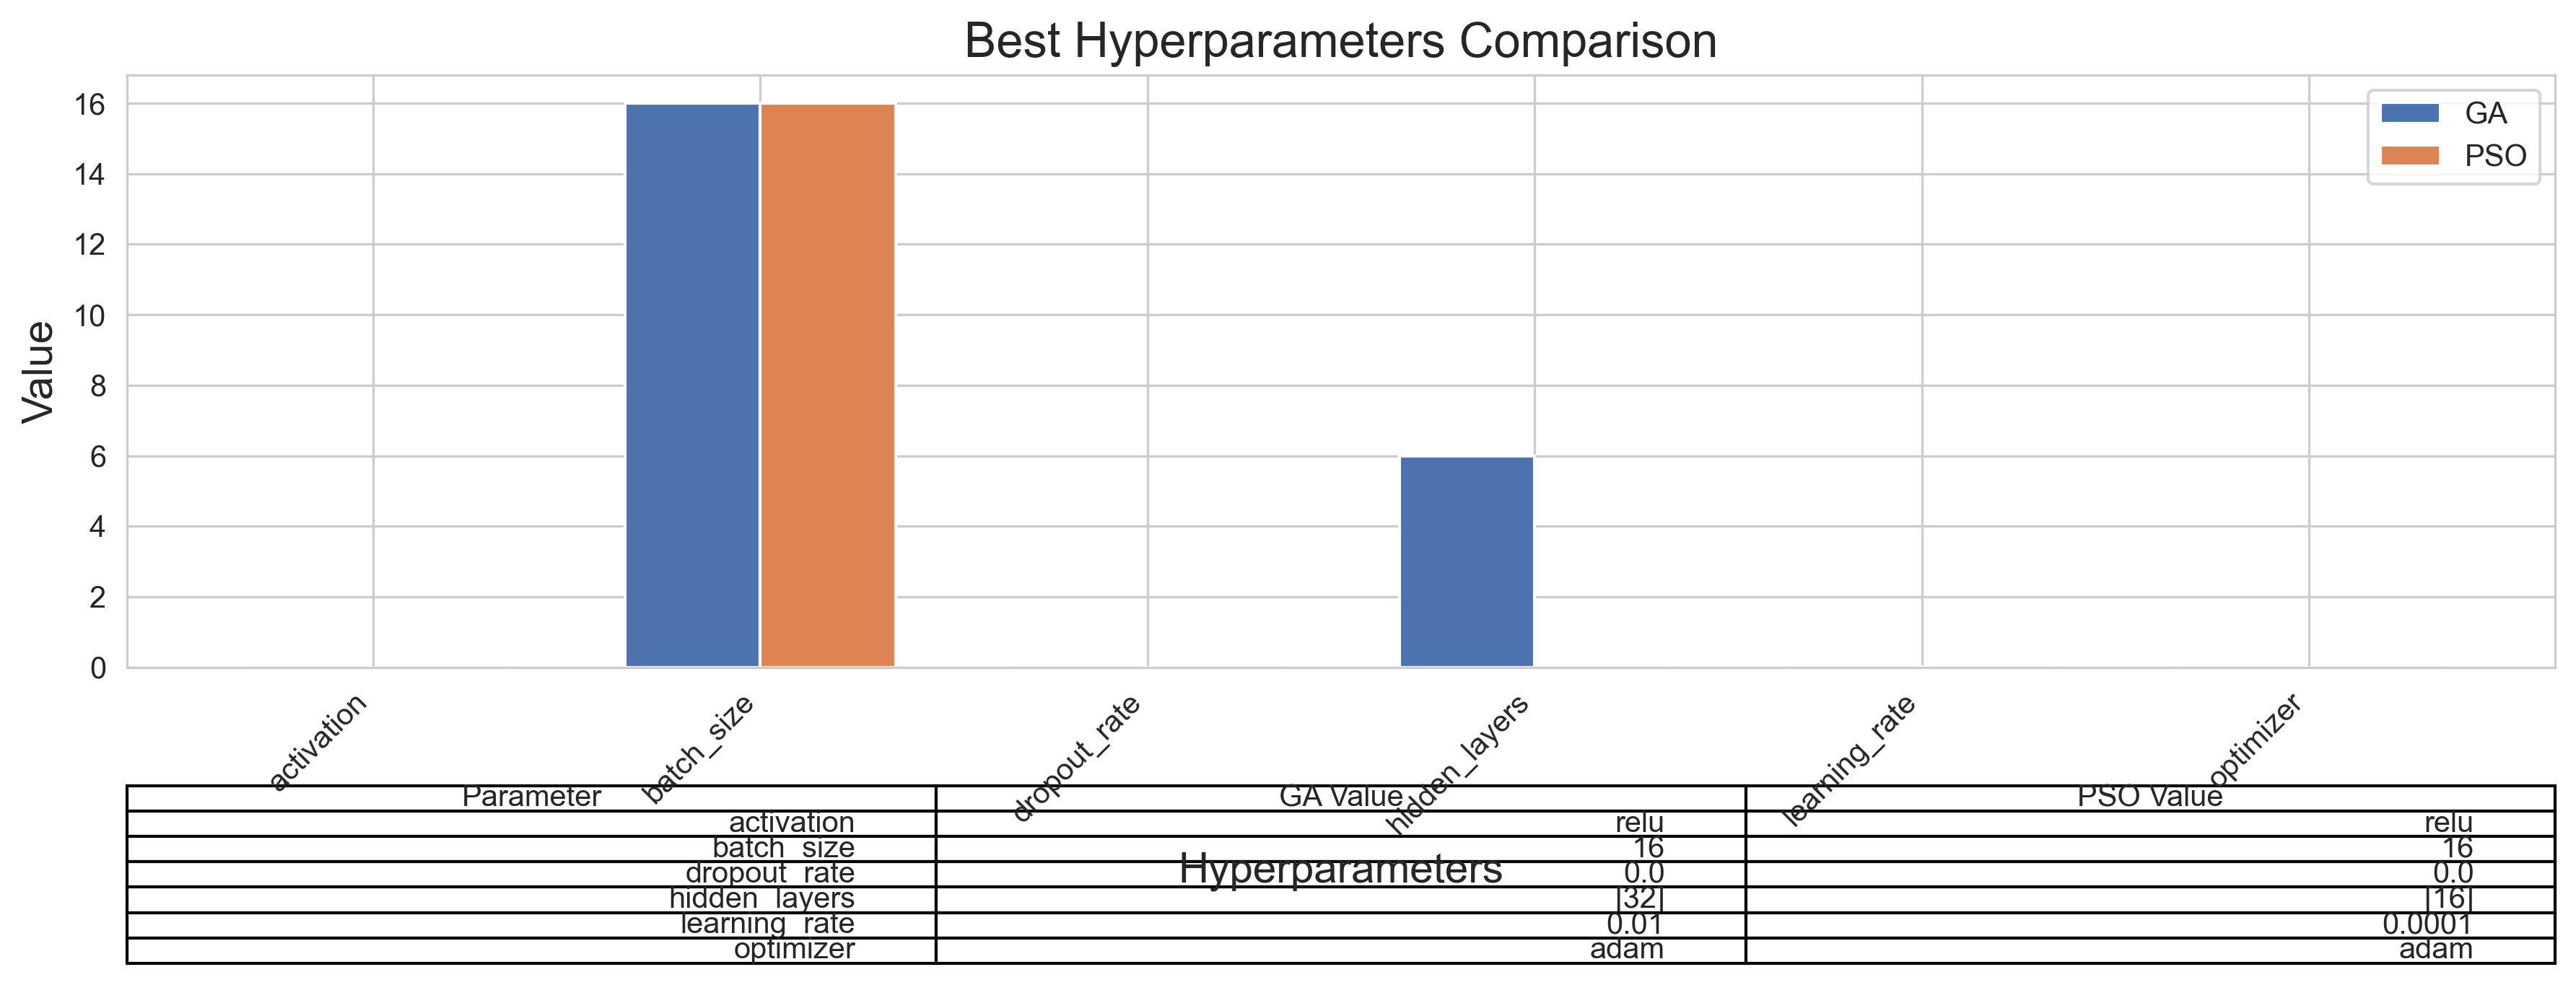 Best Hyperparameters Comparison
Value
16
14
12
10
8
6
4
2
0
GA
PSO
activation
batch_size
dropout_rate
hidden_layers
learning_rate
optimizer
Hyperparameters
Parameter GA Value PSO Value
activation relu relu
batch_size 16 16
dropout_rate 0.0 0.0
hidden_layers [32] [16]
learning_rate 0.01 0.0001
optimizer adam adam